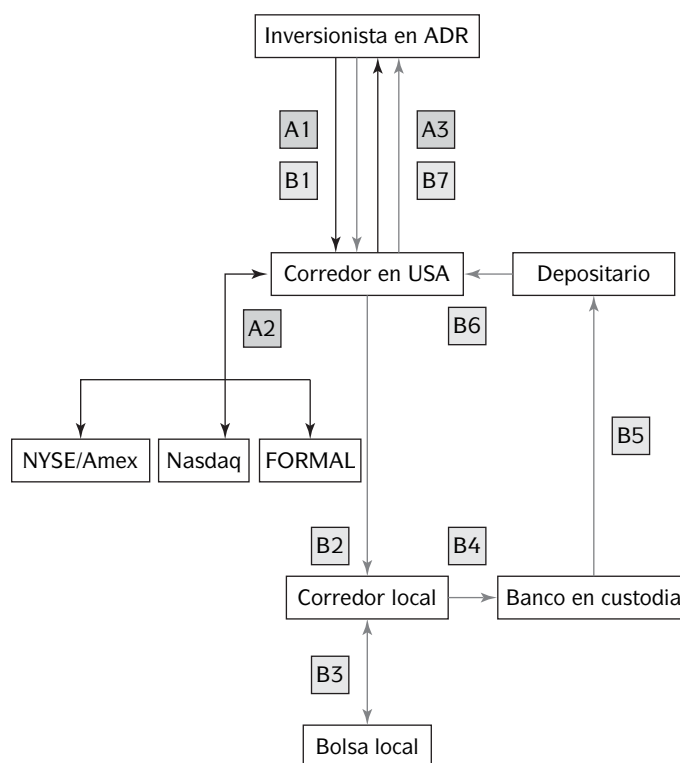 Inversionista en ADR
A1
A3
B1
B7
Corredor en USA
Depositario
A2
B6
NYSE/Amex
Nasdaq
FORMAL
B5
B2
B4
Corredor local
Banco en custodia
B3
Bolsa local